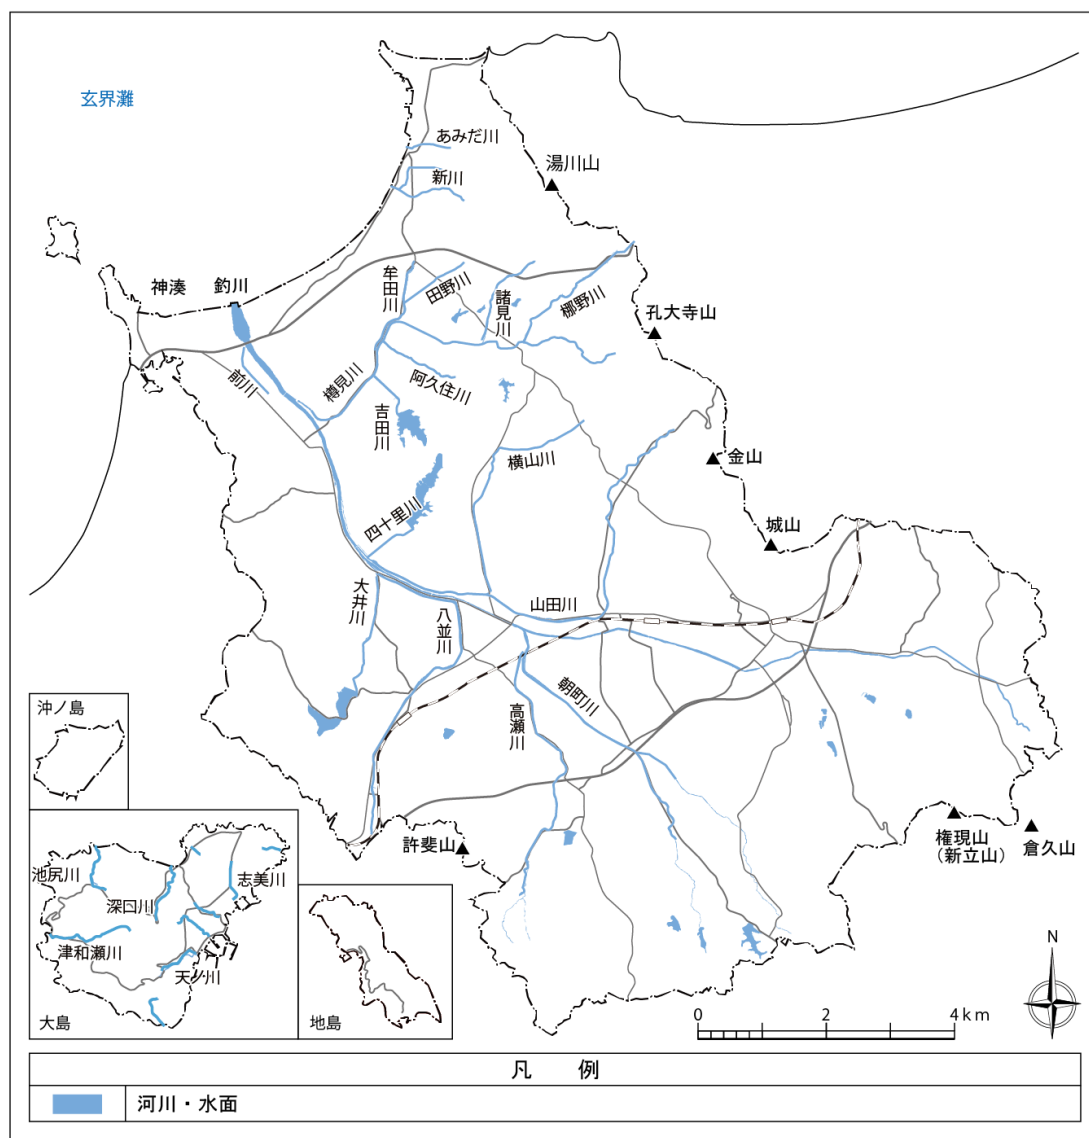 玄界灘
あみだ川
湯川山
新川
神湊
釣川
牟田川
田野川
諸見川
梛野川
孔大寺山
前川
樽見川
阿久住川
吉田川
横山川
金山
四十里川
城山
大井川
八並川
山田川
朝町川
高瀬川
沖ノ島
許斐山
権現山
(新立山)
倉久山
池尻川
志美川
深口川
津和瀬川
天ノ川
大島
地島
N
0
2
4km
凡 例
河川・水面